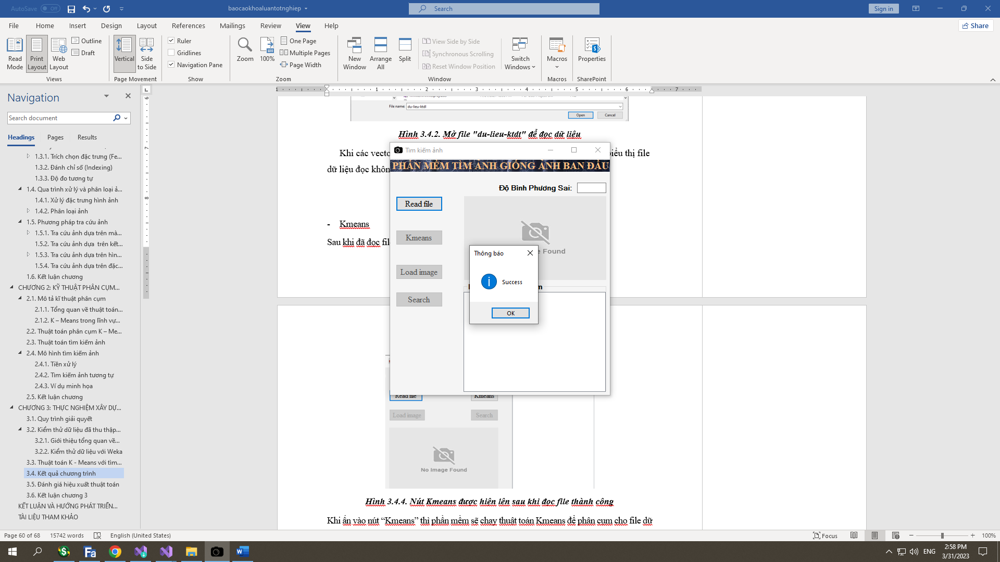 AutoSave Off
baocaokhoaluantotnghiep
Search
Sign in
File Home Insert Design Layout References Mailings Review View Help
Share
Read Mode
Print Layout
Web Layout
Outline
Draft
Views
Vertical
Side to Side
Page Movement
Ruler
Gridlines
Navigation Pane
Show
Zoom
100%
One Page
Multiple Pages
Page Width
Zoom
New Window
Arrange All
Split
View Side by Side
Synchronous Scrolling
Reset Window Position
Window
Switch Windows
Macros
Macros
Properties
SharePoint
Navigation
Search document
Headings Pages Results
1.3.1. Trích chọn đặc trưng (Fe...
1.3.2. Đánh chỉ số (Indexing)
1.3.3. Độ đo tương tự
1.4. Qua trình xử lý và phân loại ả...
1.4.1. Xử lý đặc trưng hình ảnh
1.4.2. Phân loại ảnh
1.5. Phương pháp tra cứu ảnh
1.5.1. Tra cứu ảnh dựa trên mà...
1.5.2. Tra cứu ảnh dựa trên kết...
1.5.3. Tra cứu ảnh dựa trên hìn...
1.5.4. Tra cứu ảnh dựa trên đặc...
1.6. Kết luận chương
CHƯƠNG 2: KỸ THUẬT PHÂN CỤM...
2.1. Mô tả kĩ thuật phân cụm
2.1.1. Tổng quan về thuật toán...
2.1.2. K – Means trong lĩnh vự...
2.2. Thuật toán phân cụm K – Me...
2.3. Thuật toán tìm kiếm ảnh
2.4. Mô hình tìm kiếm ảnh
2.4.1. Tiền xử lý
2.4.2. Tìm kiếm ảnh tương tự
2.4.3. Ví dụ minh họa
2.5. Kết luận chương
CHƯƠNG 3: THỰC NGHIỆM XÂY DỰ...
3.1. Quy trình giải quyết
3.2. Kiểm thử dữ liệu đã thu thập...
3.2.1. Giới thiệu tổng quan về...
3.2.2. Kiểm thử dữ liệu với Weka
3.3. Thuật toán K - Means với tìm...
3.4. Kết quả chương trình
3.5. Đánh giá hiệu xuất thuật toán
3.6. Kết luận chương 3
KẾT LUẬN VÀ HƯỚNG PHÁT TRIỂN...
TÀI LIỆU THAM KHẢO
1 1 2 3 4 5 6 7
6
7
8
File name: du-lieu-ktdl
Open Cancel
Hình 3.4.2. Mở file "du-lieu-ktdt" để đọc dữ liệu
Khi các vecto
biểu thị file
dữ liệu đọc khôn
- Kmeans
Sau khi đã đọc fil
Tìm kiếm ảnh
PHẦN MỀM TÌM ẢNH GIỐNG ẢNH BAN ĐẦU
Độ Bình Phương Sai:
Read file
Kmeans
Load image
Search
e Found
Thông báo
Success
OK
Read file
Kmeans
Load image
Search
No Image Found
Hình 3.4.4. Nút Kmeans được hiện lên sau khi đọc file thành công
Khi ấn vào nút “Kmeans” thì phần mềm sẽ chạy thuật toán Kmeans để phân cụm cho file dữ
Page 60 of 68
15742 words
English (United States)
Focus
100%
ENG
2:58 PM
3/31/2023